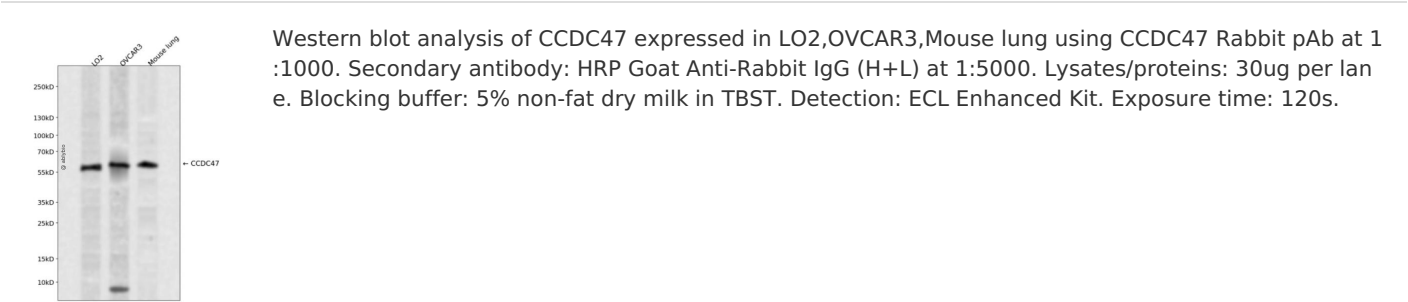 LO2
OVCAR3
Mouse lung
250kD
130kD
100kD
70kD
55kD
35kD
25kD
15kD
10kD
← CCDC47
Western blot analysis of CCDC47 expressed in LO2,OVCAR3,Mouse lung using CCDC47 Rabbit pAb at 1
:1000. Secondary antibody: HRP Goat Anti-Rabbit IgG (H+L) at 1:5000. Lysates/proteins: 30ug per lan
e. Blocking buffer: 5% non-fat dry milk in TBST. Detection: ECL Enhanced Kit. Exposure time: 120s.